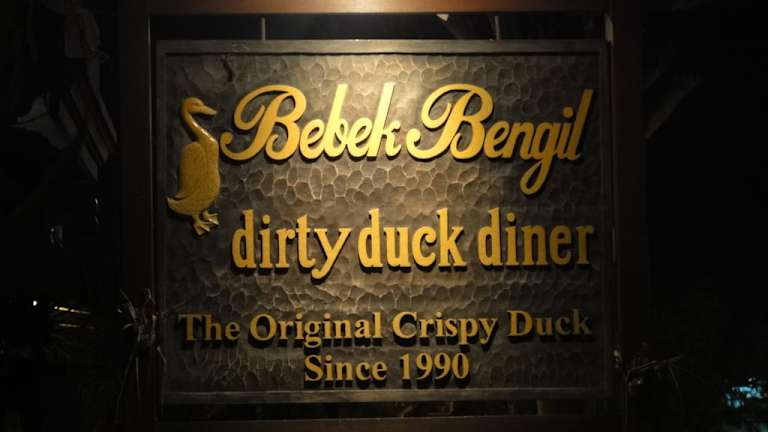 Bebek Bengil
dirty duck diner
The Original Crispy Duck
Since 1990